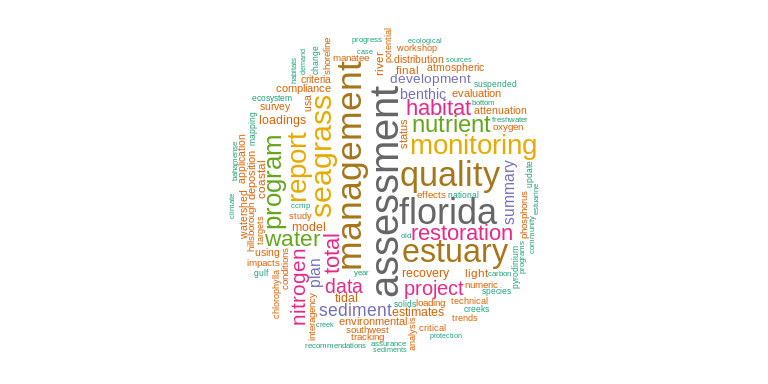 progress
ecological
potential
workshop
case
manatee
distribution
sources
river
shoreline
change
demand
habitats
final
atmospheric
criteria
development
compliance
suspended
ecosystem
usa
benthic
evaluation
survey
habitat
bottom
attenuation
loadings
nutrient
freshwater
oxygen
mapping
status
monitoring
management
assessment
seagrass
report
program
application
coastal
deposition
bahamense
watershed
hillsborough
climate
quality
summary
update
estuarine
effects
national
ccmp
florida
phosphorus
community
study
model
targets
water
total
old
restoration
estuary
using
impacts
gulf
conditions
chlorophylla
nitrogen
plan
year
data
recovery
light
carbon
pyrodinium
programs
project
numeric
species
tidal
solids
loading
technical
sediment
estimates
creeks
interagency
environmental
trends
creek
southwest
critical
tracking
analysis
protection
recommendations
assurance
sediments